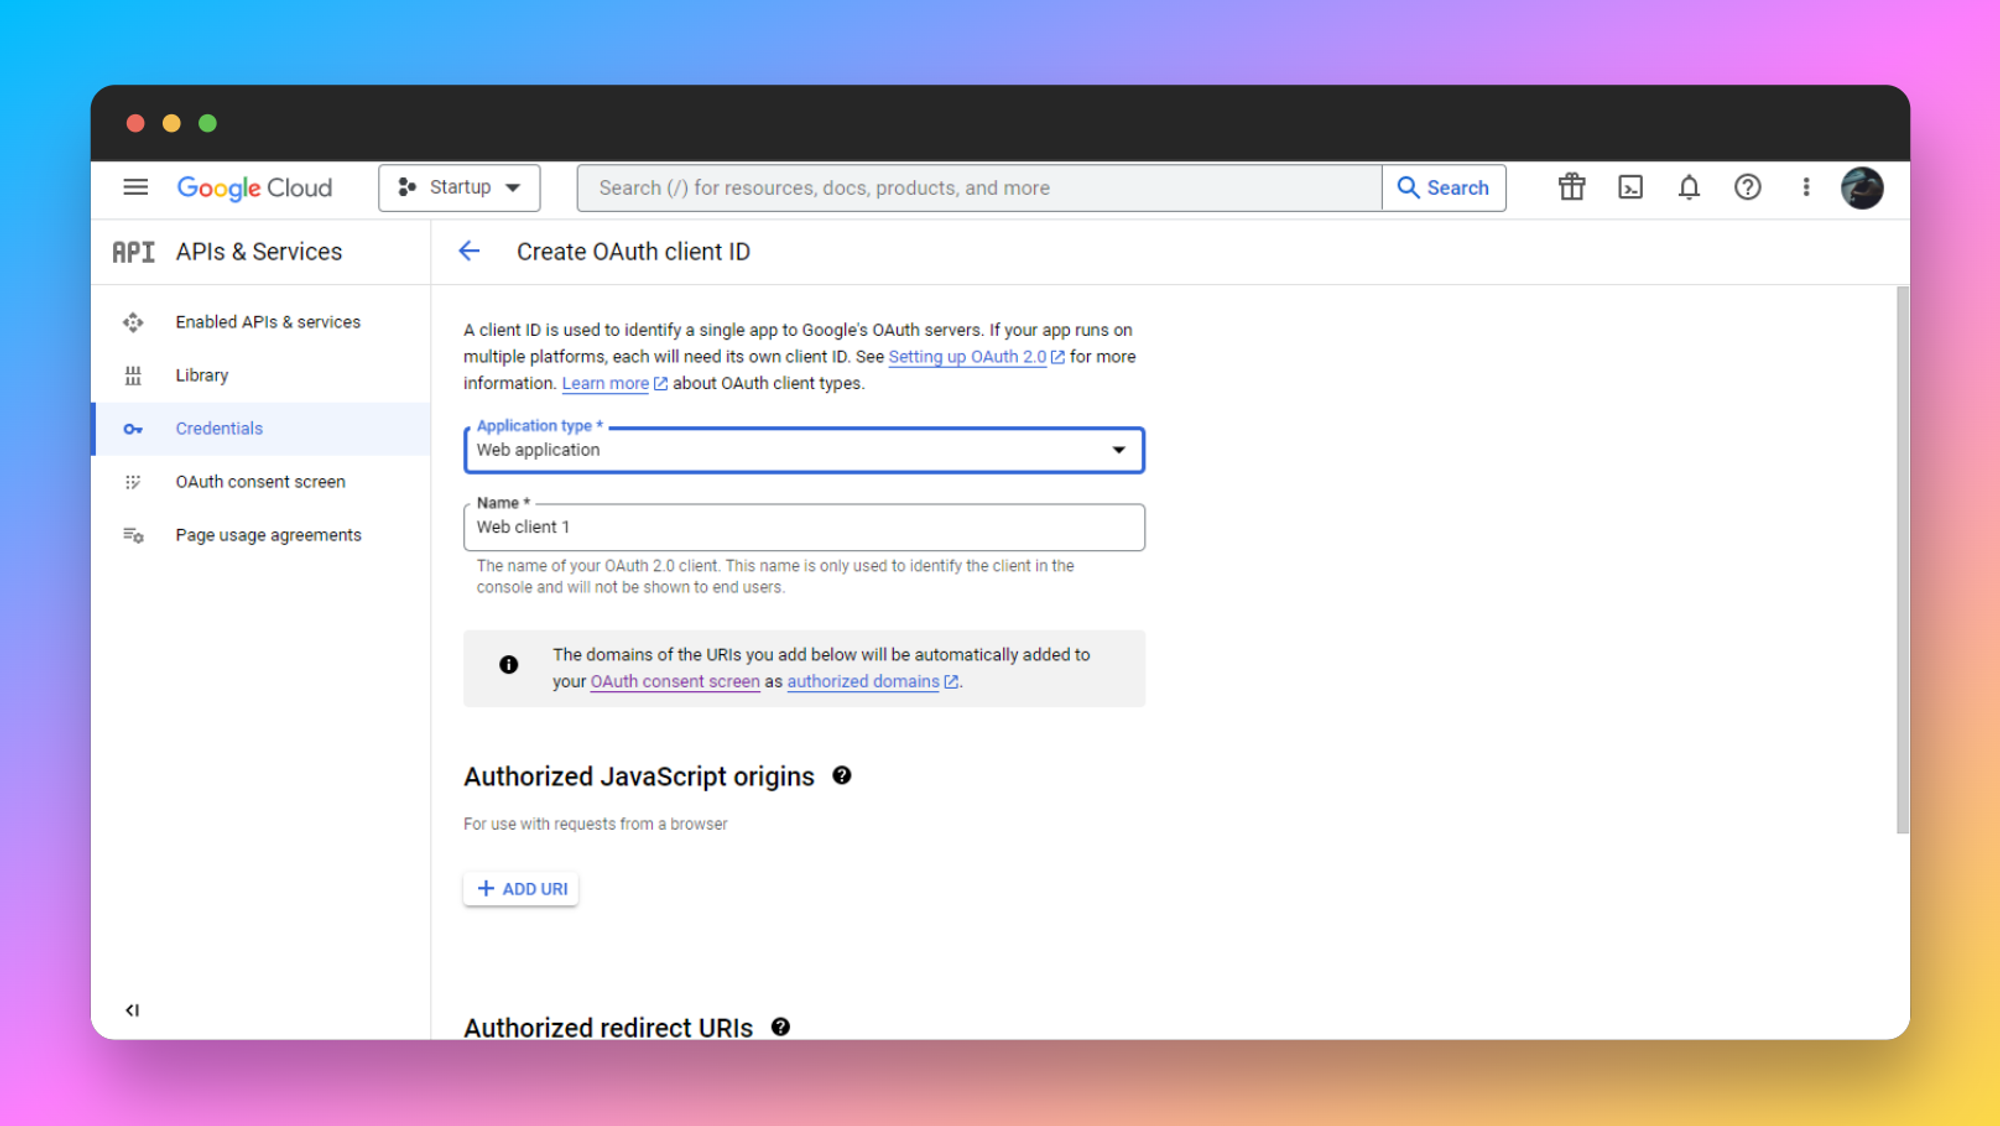 Google Cloud
Startup
Search (/) for resources, docs, products, and more
Search
API APIs & Services
Create OAuth client ID
Enabled APIs & services
Library
Credentials
OAuth consent screen
Page usage agreements
A client ID is used to identify a single app to Google's OAuth servers. If your app runs on
multiple platforms, each will need its own client ID. See Setting up OAuth 2.0 for more
information. Learn more about OAuth client types.
Application type *
Web application
Name *
Web client 1
The name of your OAuth 2.0 client. This name is only used to identify the client in the
console and will not be shown to end users.
The domains of the URIs you add below will be automatically added to
your OAuth consent screen as authorized domains.
Authorized JavaScript origins
For use with requests from a browser
+ ADD URI
Authorized redirect URIs